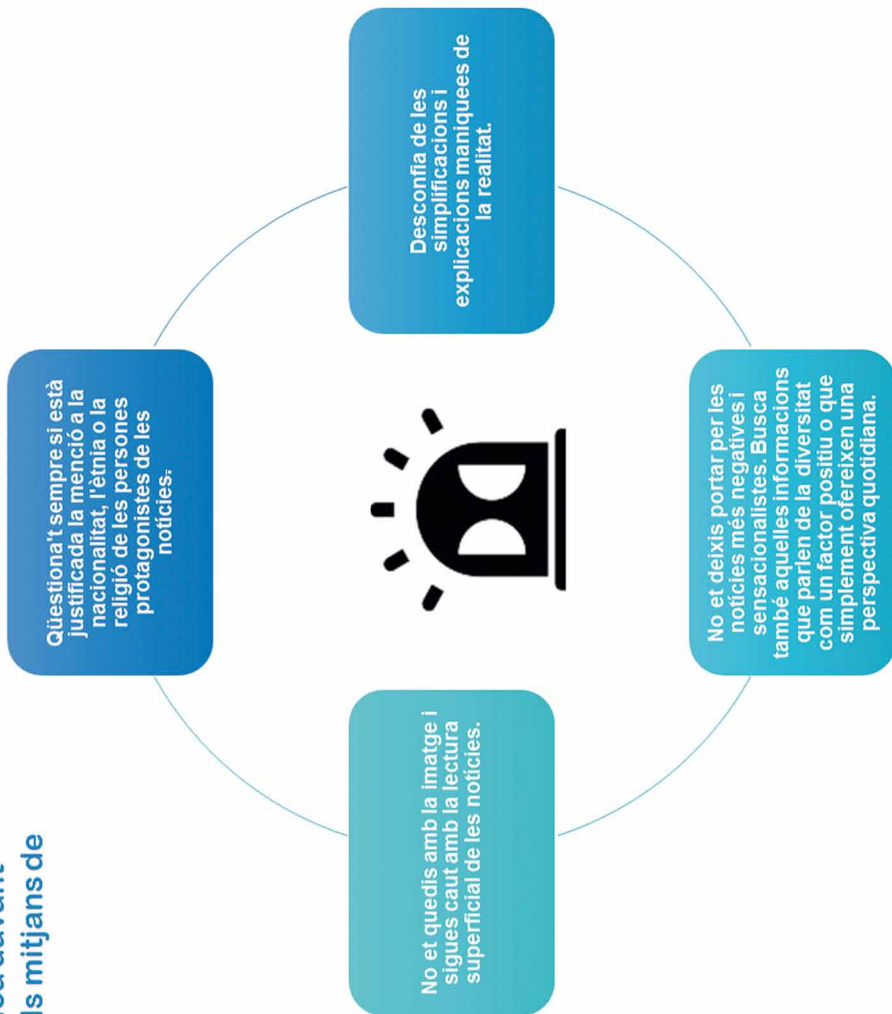 davant
ls mitjans de
Qüestiona't sempre si està
justificada la menció a la
nacionalitat, l'ètnia o la
religió de les persones
protagonistes de les
notícies.
Desconfia de les
simplificacions i
explicacions maniquees de
la realitat.
No et deixis portar per les
notícies més negatives i
sensacionalistes. Busca
també aquelles informacions
que parlen de la diversitat
com un factor positiu o que
simplement ofereixen una
perspectiva quotidiana.
No et quedis amb la imatge i
sigues caut amb la lectura
superficial de les notícies.